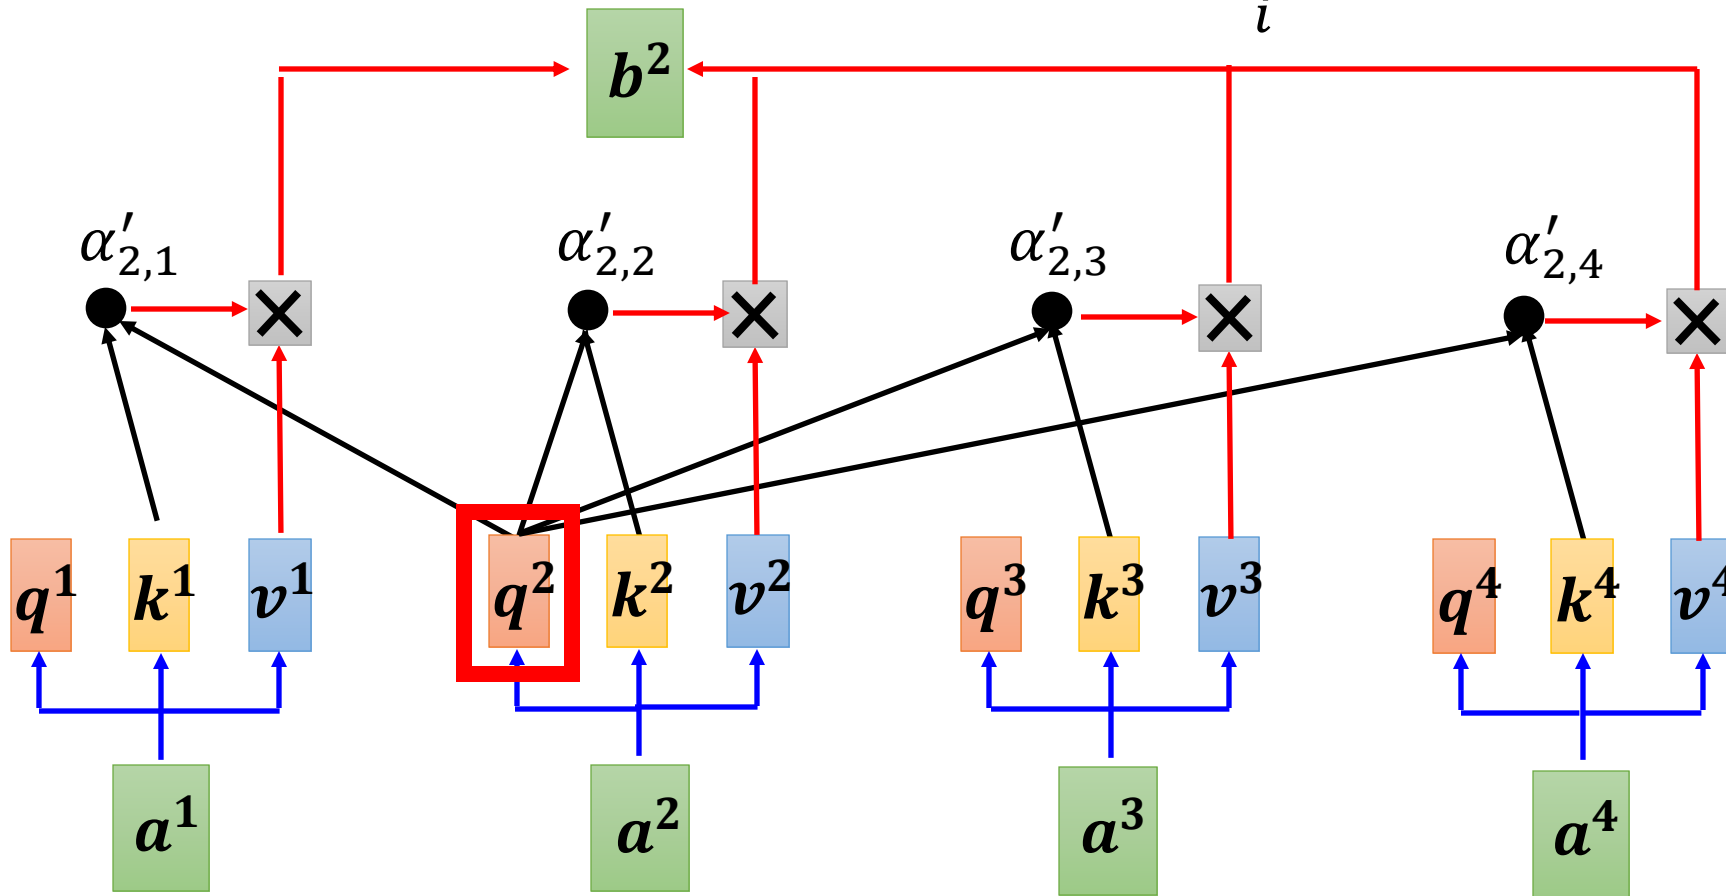 i
b²
α′₂,₁ α′₂,₂ α′₂,₃ α′₂,₄
q¹ k¹ v¹ q² k² v² q³ k³ v³ q⁴ k⁴ v⁴
a¹ a² a³ a⁴